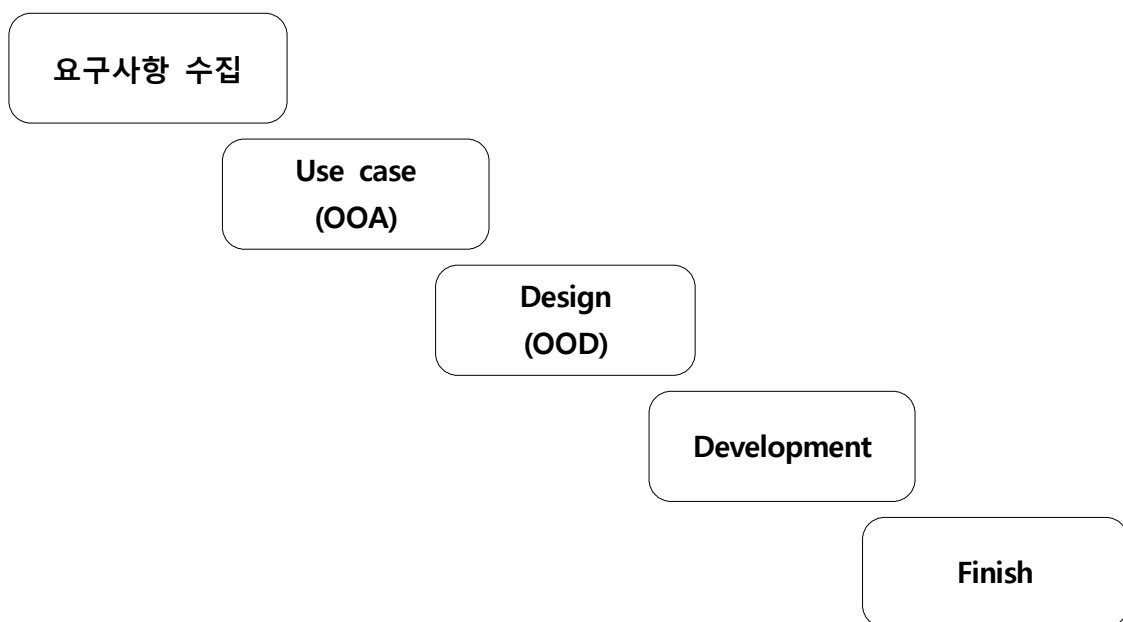 요구사항 수집
Use case
(OOA)
Design
(OOD)
Development
Finish